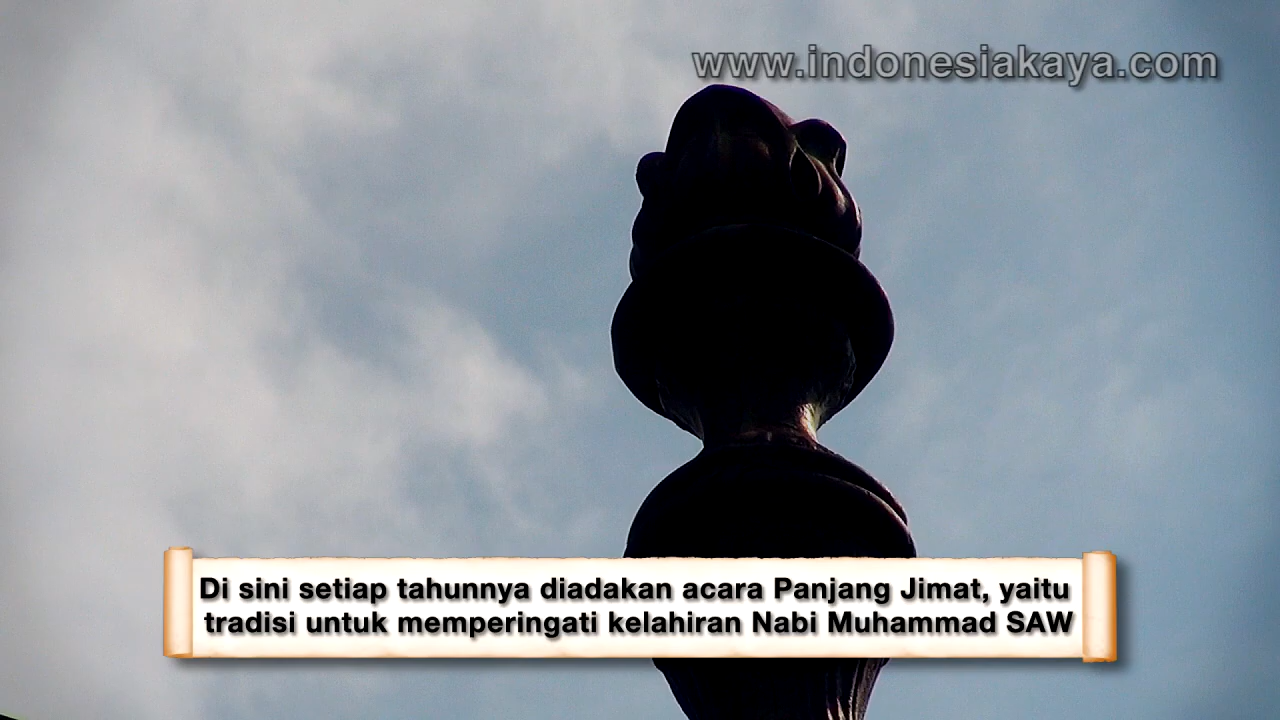 www.indonesiakaya.com
Di sini setiap tahunnya diadakan acara Panjang Jimat, yaitu
tradisi untuk memperingati kelahiran Nabi Muhammad SAW